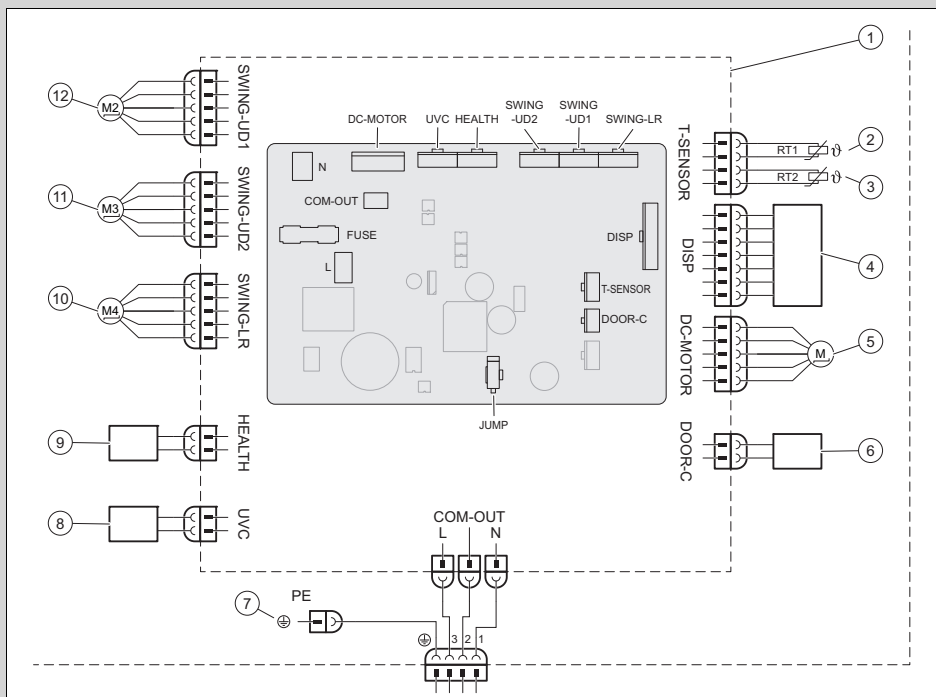 1
12
M2
SWING-UD1
DC-MOTOR
UVC
HEALTH
SWING
-UD2
SWING
-UD1
SWING-LR
T-SENSOR
RT1
ϑ
2
RT2
ϑ
3
N
COM-OUT
FUSE
L
DISP
T-SENSOR
DOOR-C
JUMP
11
M3
SWING-UD2
DISP
4
10
M4
SWING-LR
DC-MOTOR
M
5
9
HEALTH
DOOR-C
6
8
UVC
COM-OUT
L
N
7
PE
3
2
1